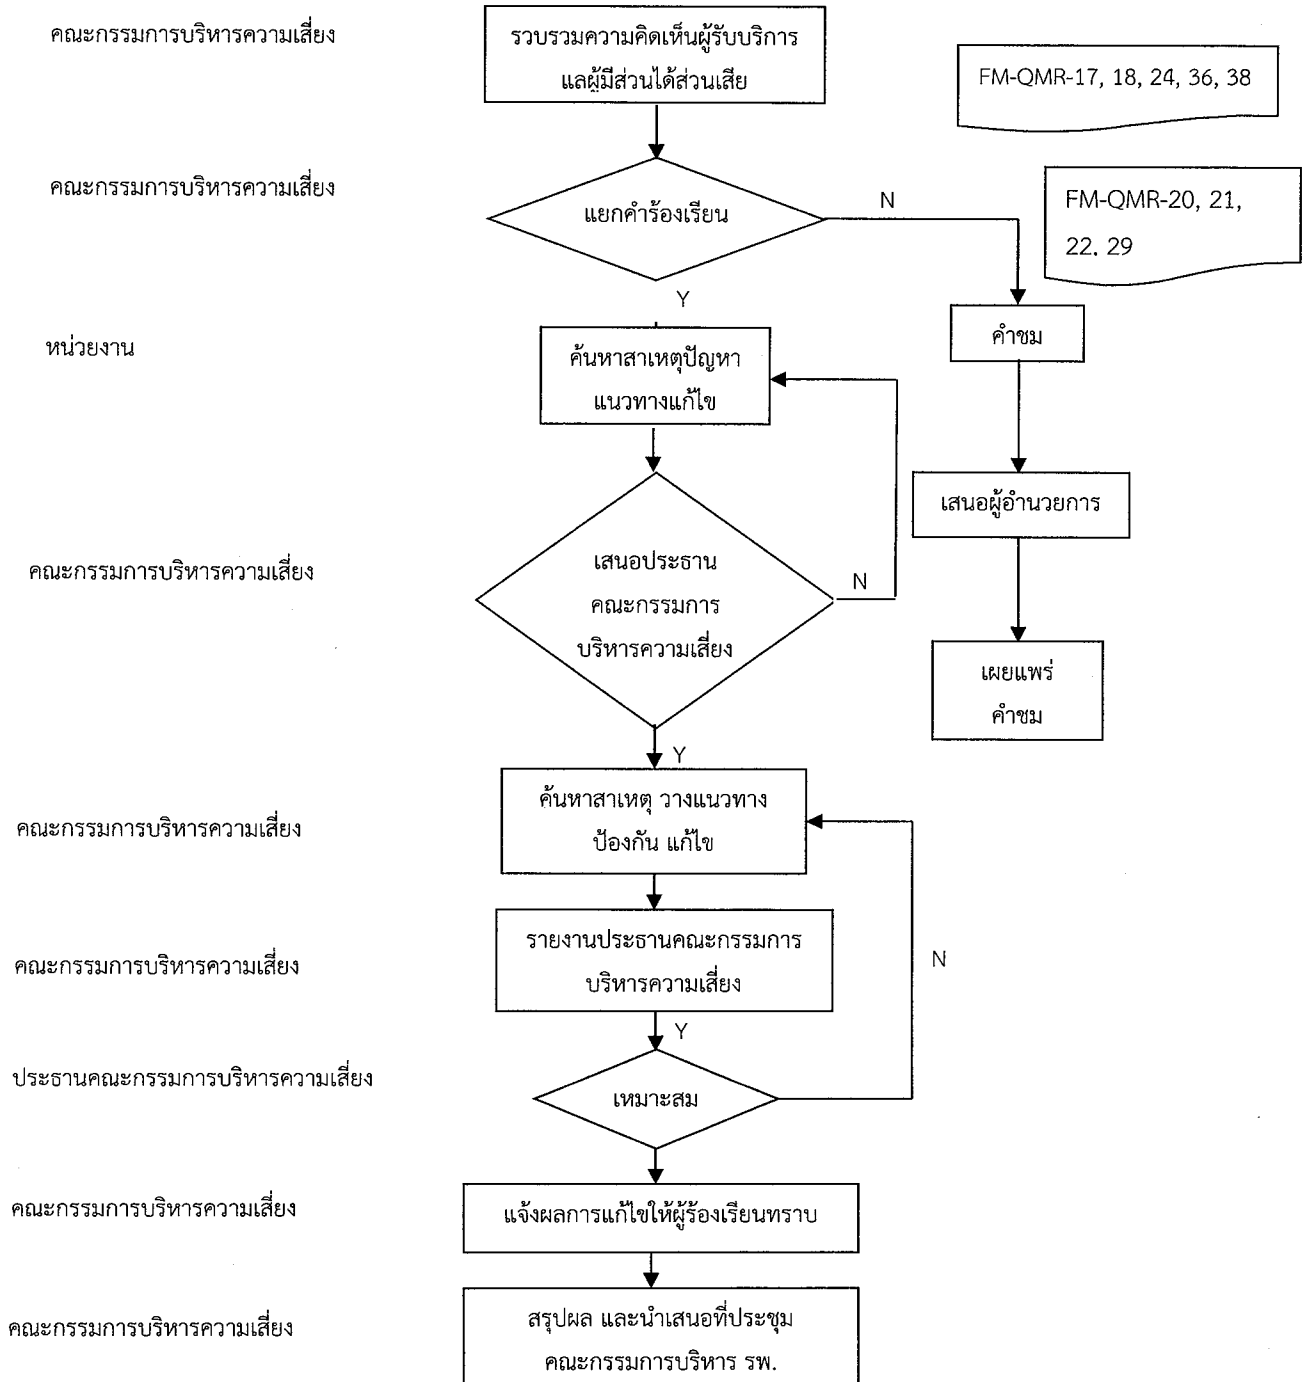 คณะกรรมการบริหารความเสี่ยง
รวบรวมความคิดเห็นผู้รับบริการ
แลผู้มีส่วนได้ส่วนเสีย
FM-QMR-17, 18, 24, 36, 38
คณะกรรมการบริหารความเสี่ยง
แยกคำร้องเรียน
N
FM-QMR-20, 21,
22, 29
Y
หน่วยงาน
ค้นหาสาเหตุปัญหา
แนวทางแก้ไข
คำชม
เสนอผู้อำนวยการ
คณะกรรมการบริหารความเสี่ยง
เสนอประธาน
คณะกรรมการ
บริหารความเสี่ยง
N
เผยแพร่
คำชม
Y
คณะกรรมการบริหารความเสี่ยง
ค้นหาสาเหตุ วางแนวทาง
ป้องกัน แก้ไข
คณะกรรมการบริหารความเสี่ยง
รายงานประธานคณะกรรมการ
บริหารความเสี่ยง
N
Y
ประธานคณะกรรมการบริหารความเสี่ยง
เหมาะสม
คณะกรรมการบริหารความเสี่ยง
แจ้งผลการแก้ไขให้ผู้ร้องเรียนทราบ
คณะกรรมการบริหารความเสี่ยง
สรุปผล และนำเสนอที่ประชุม
คณะกรรมการบริหาร รพ.